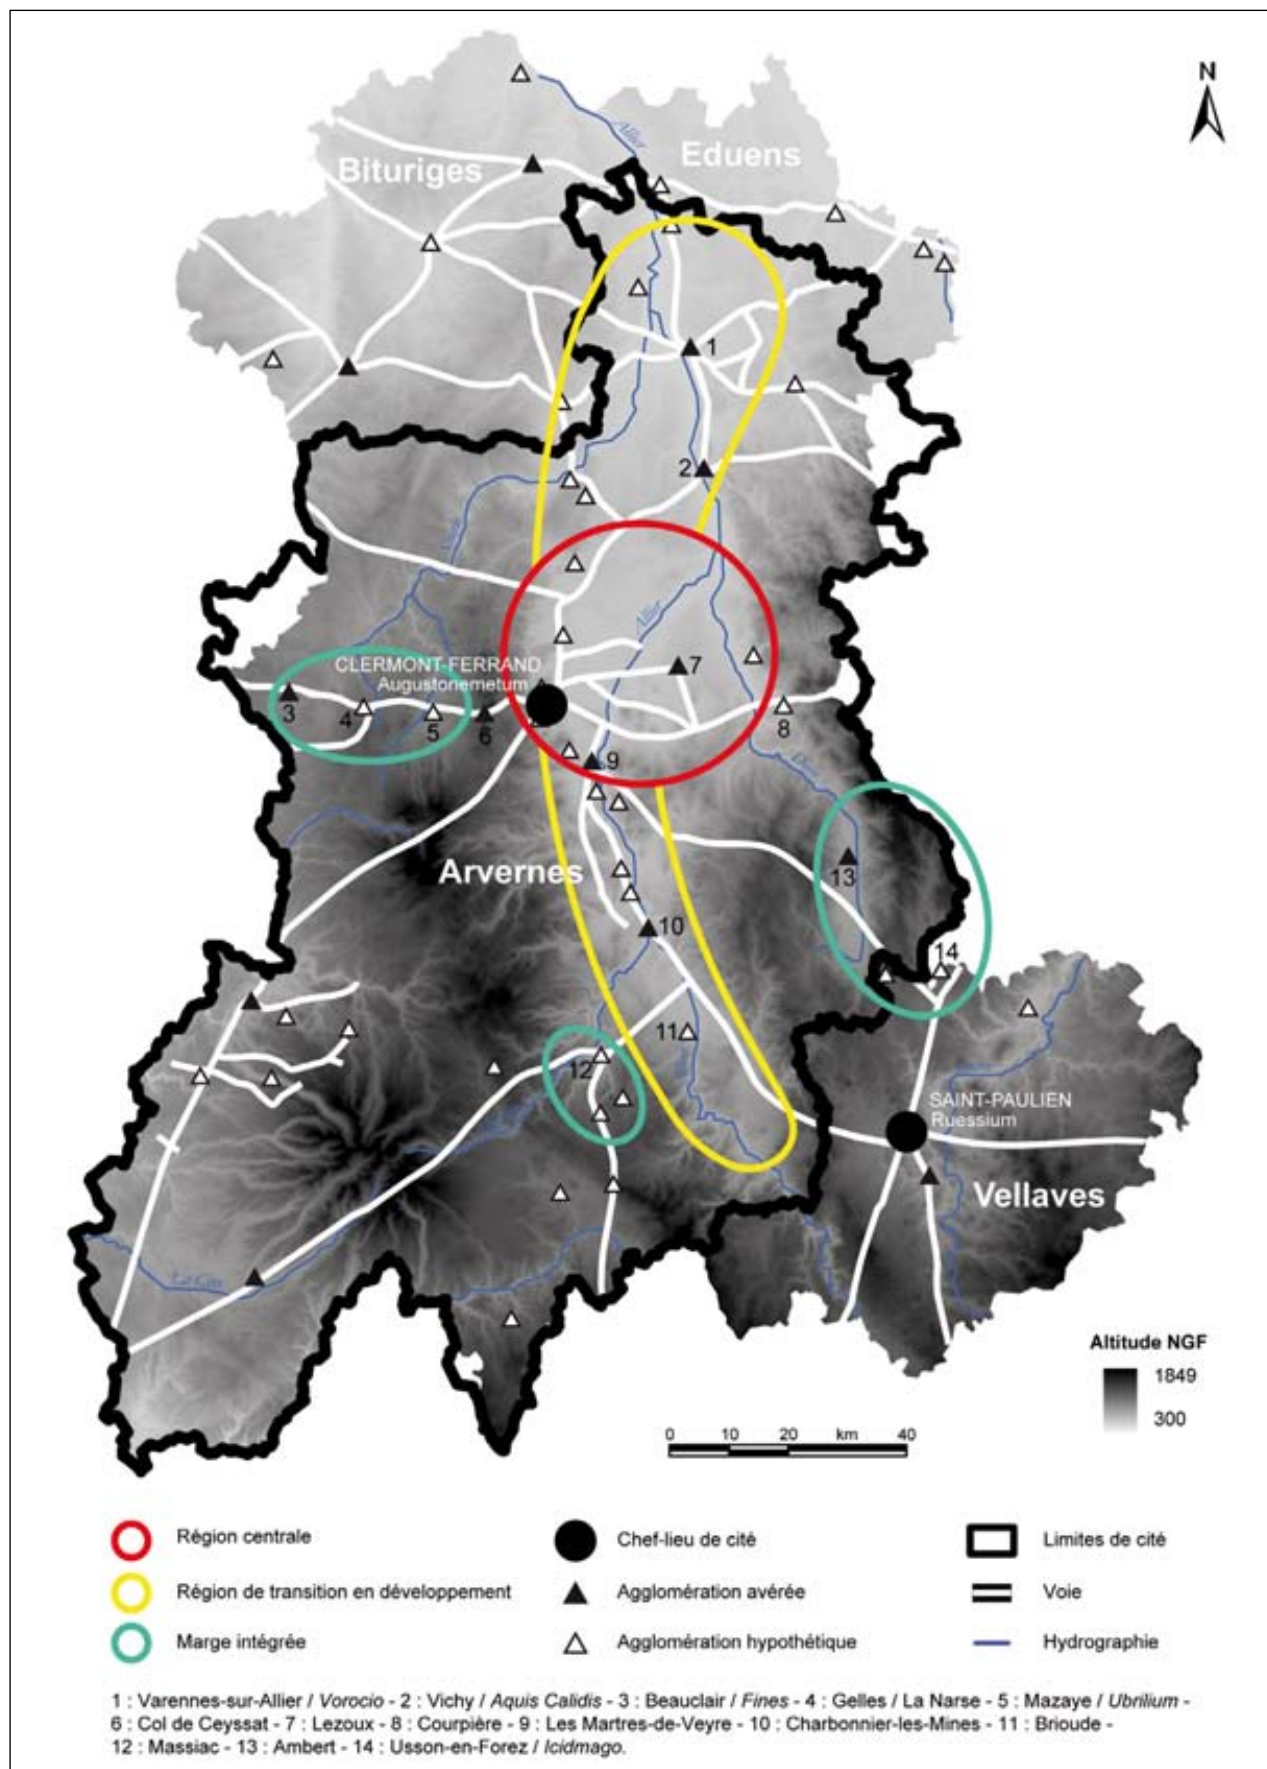 N
Allier
Eduens
Bituriges
1
2
Allier
CLERMONT-FERRAND
Augustonemetum
7
3
4
5
6
8
9
Dore
Arvernes
13
10
14
11
12
SAINT-PAULIEN
Ruessium
Vellaves
Altitude NGF
1849
300
0 10 20 km 40
Région centrale
Chef-lieu de cité
Limites de cité
Région de transition en développement
Agglomération avérée
Voie
Marge intégrée
Agglomération hypothétique
Hydrographie
1 : Varennes-sur-Allier / Vorocio - 2 : Vichy / Aquis Calidis - 3 : Beauclair / Fines - 4 : Gelles / La Narse - 5 : Mazaye / Ubrilium -
6 : Col de Ceyssat - 7 : Lezoux - 8 : Courpière - 9 : Les Martres-de-Veyre - 10 : Charbonnier-les-Mines - 11 : Brioude -
12 : Massiac - 13 : Ambert - 14 : Usson-en-Forez / Icidmago.